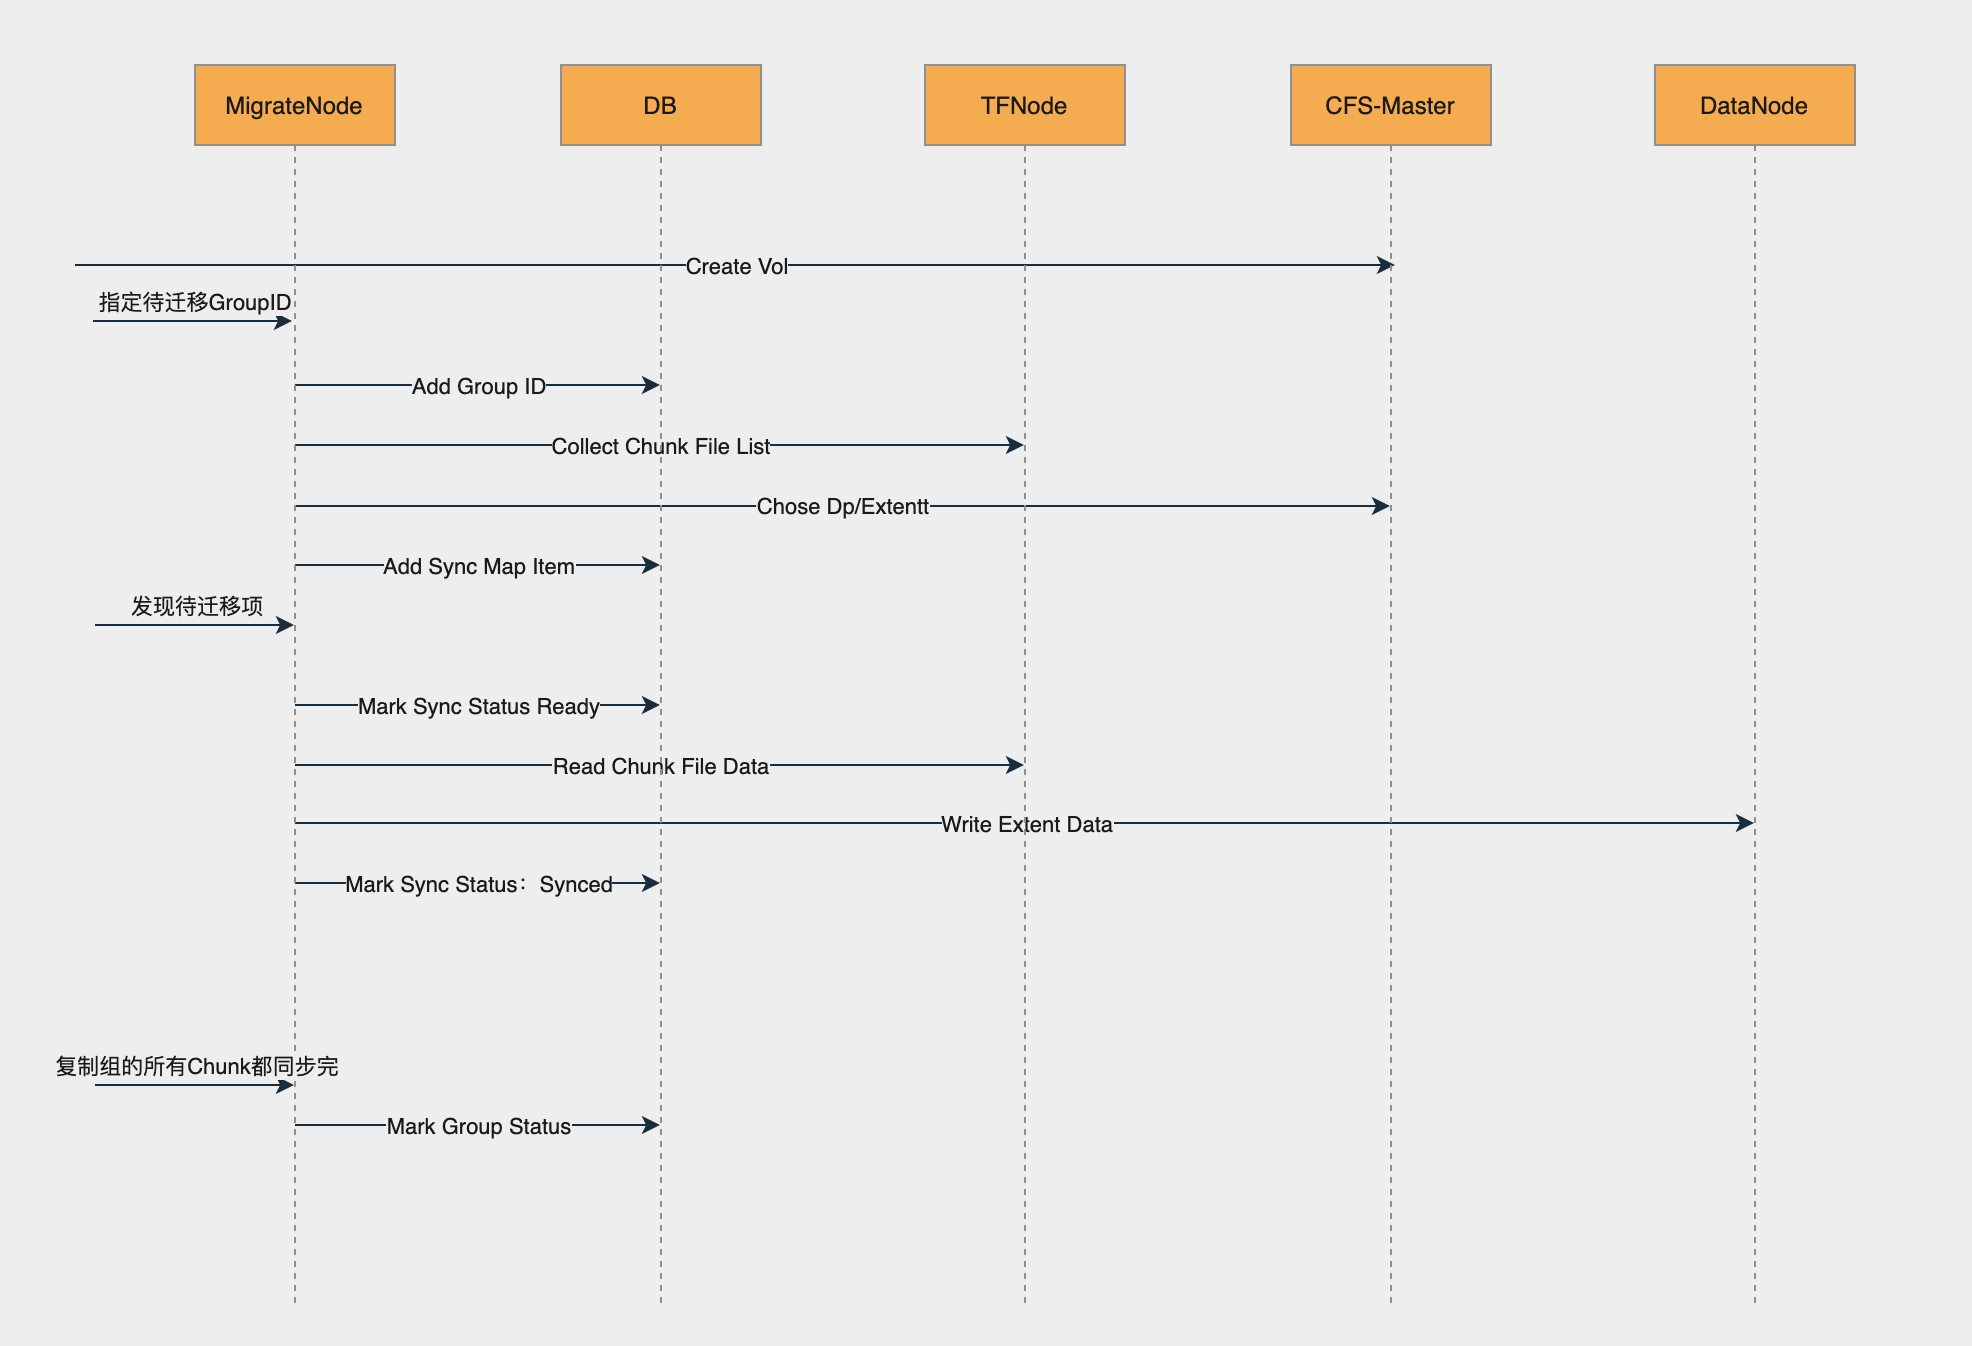 MigrateNode
DB
TFNode
CFS-Master
DataNode
Create Vol
指定待迁移GroupID
Add Group ID
Collect Chunk File List
Chose Dp/Extentt
Add Sync Map Item
发现待迁移项
Mark Sync Status Ready
Read Chunk File Data
Write Extent Data
Mark Sync Status：Synced
复制组的所有Chunk都同步完
Mark Group Status